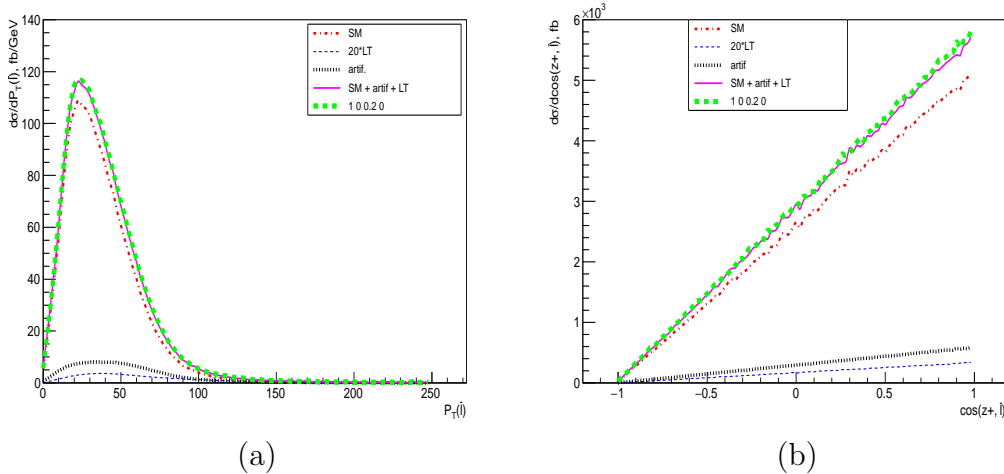 dσ/dP_T(l̄), fb/GeV
140
120
100
80
60
40
20
0
0 50 100 150 200 250
P_T(l̄)
SM
20*LT
artif.
SM + artif + LT
1 0 0.2 0
(a)
×10³
dσ/dcos(z+, l̄), fb
6
5
4
3
2
1
0
−1 −0.5 0 0.5 1
cos(z+, l̄)
SM
20*LT
artif
SM + artif + LT
1 0 0.2 0
(b)